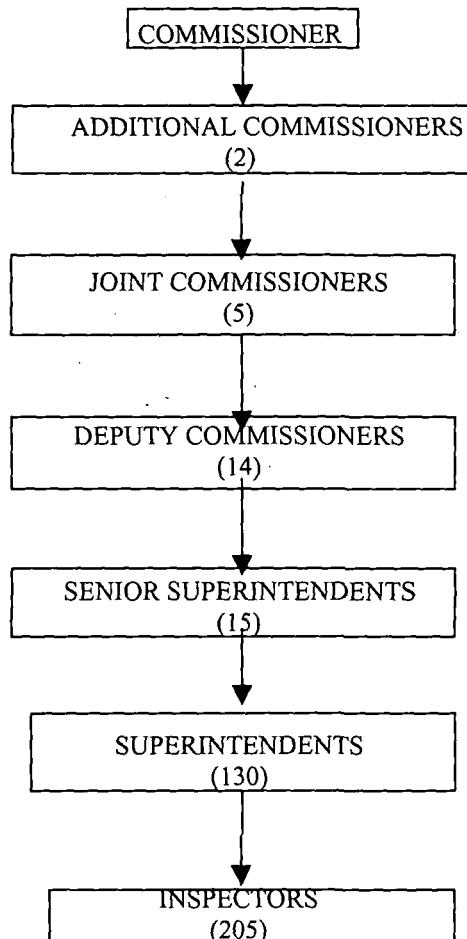 COMMISSIONER
ADDITIONAL COMMISSIONERS
(2)
JOINT COMMISSIONERS
(5)
DEPUTY COMMISSIONERS
(14)
SENIOR SUPERINTENDENTS
(15)
SUPERINTENDENTS
(130)
INSPECTORS
(205)